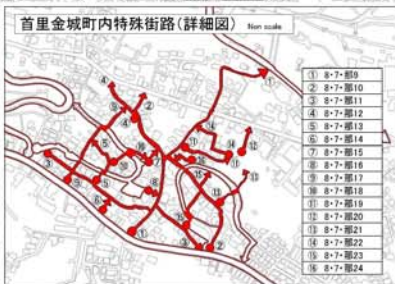 首里金城町内特殊街路(詳細図) Non scale
① 8・7・那9
② 8・7・那10
③ 8・7・那11
④ 8・7・那12
⑤ 8・7・那13
⑥ 8・7・那14
⑦ 8・7・那15
⑧ 8・7・那16
⑨ 8・7・那17
⑩ 8・7・那18
⑪ 8・7・那19
⑫ 8・7・那20
⑬ 8・7・那21
⑭ 8・7・那22
⑮ 8・7・那23
⑯ 8・7・那24